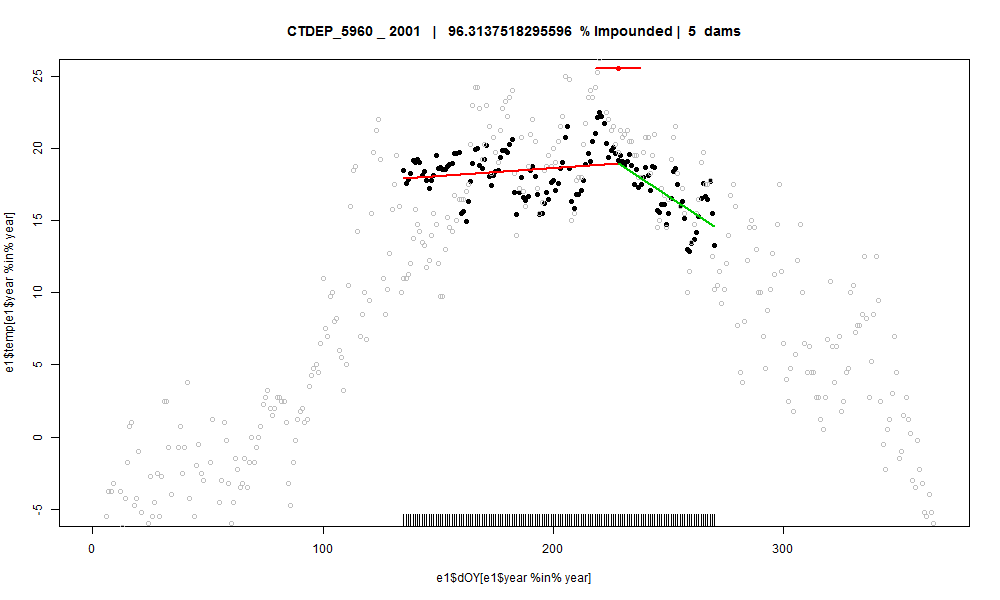 CTDEP_5960 _ 2001 | 96.3137518295596 % Impounded | 5 dams
e1$temp[e1$year %in% year]
25
20
15
10
5
0
-5
0 100 200 300
e1$dOY[e1$year %in% year]